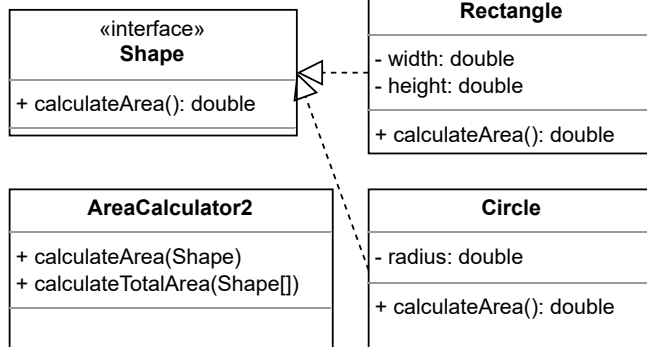 «interface»
Shape
+ calculateArea(): double
Rectangle
- width: double
- height: double
+ calculateArea(): double
AreaCalculator2
+ calculateArea(Shape)
+ calculateTotalArea(Shape[])
Circle
- radius: double
+ calculateArea(): double